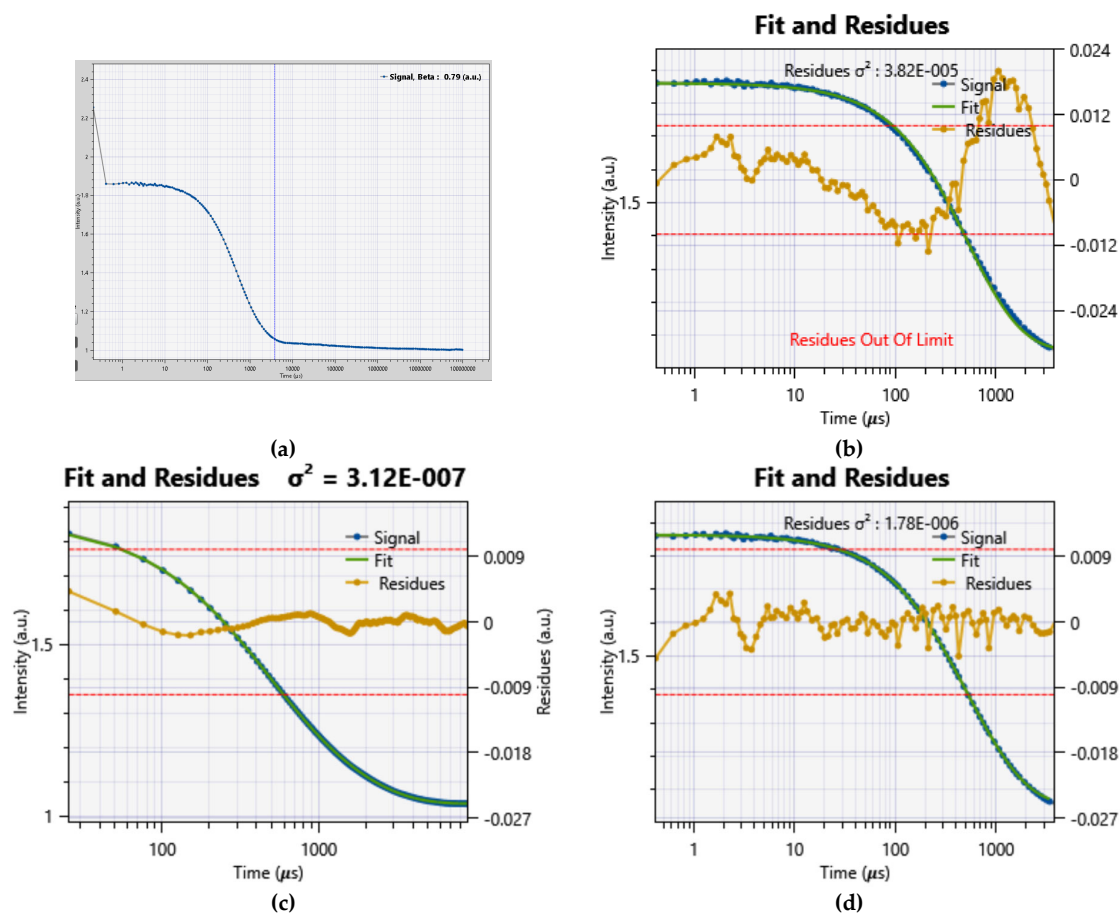 Signal, Beta : 0.79 (a.u.)
2.4
2.2
2
1.8
1.6
1.4
1.2
1
Intensity (a.u.)
1 10 100 1000 10000 100000 1000000 10000000 100000000
Time (µs)
(a)
Fit and Residues
Residues σ² : 3.82E-005
Signal
Fit
Residues
Residues Out Of Limit
Intensity (a.u.)
1.5
0.024
0.012
0
-0.012
-0.024
1 10 100 1000
Time (µs)
(b)
Fit and Residues σ² = 3.12E-007
Signal
Fit
Residues
Intensity (a.u.)
1.5
1
0.009
0
-0.009
-0.018
-0.027
Residues (a.u.)
100 1000
Time (µs)
(c)
Fit and Residues
Residues σ² : 1.78E-006
Signal
Fit
Residues
Intensity (a.u.)
1.5
0.009
0
-0.009
-0.018
-0.027
1 10 100 1000
Time (µs)
(d)